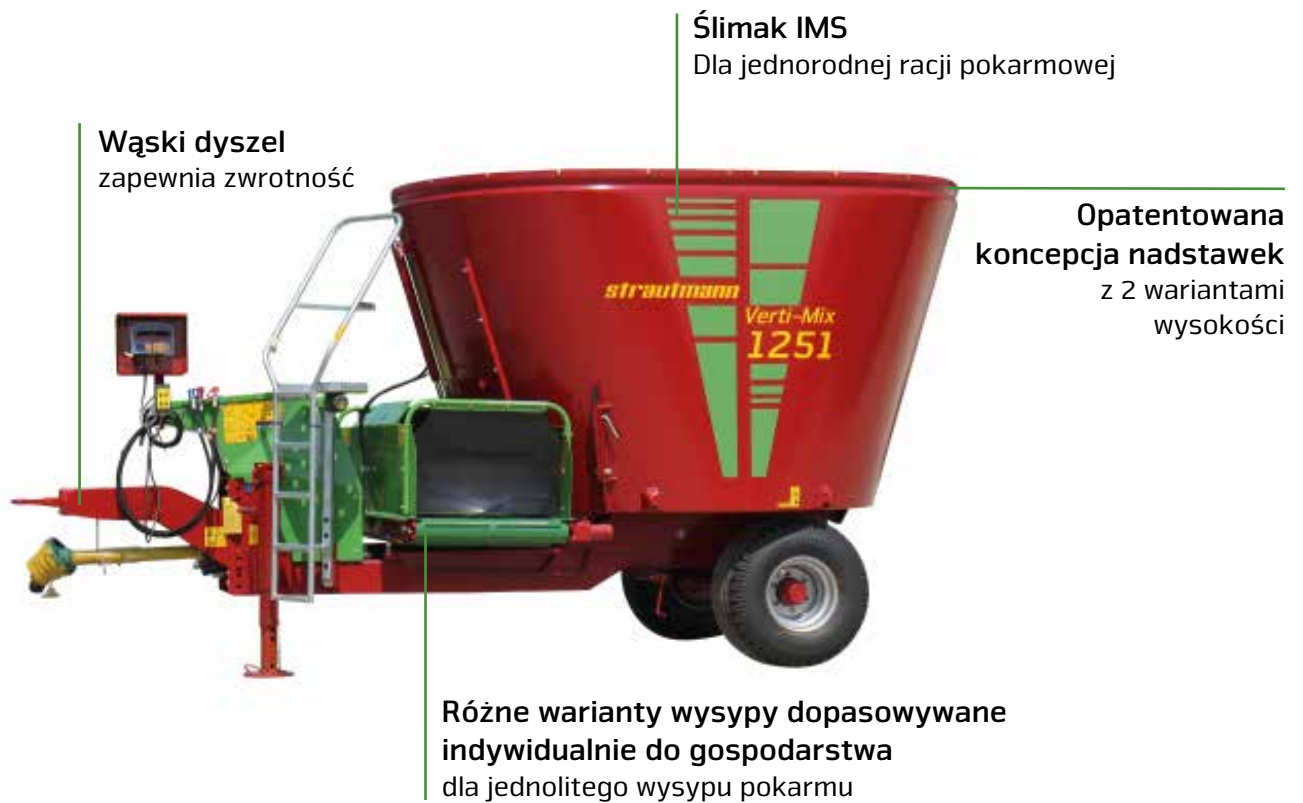 Ślimak IMS
Dla jednorodnej racji pokarmowej
Wąski dyszel
zapewnia zwrotność
Opatentowana
koncepcja nadstawek
z 2 wariantami
wysokości
strautmann
Verti-Mix
1251
Różne warianty wysypy dopasowywane
indywidualnie do gospodarstwa
dla jednolitego wysypu pokarmu